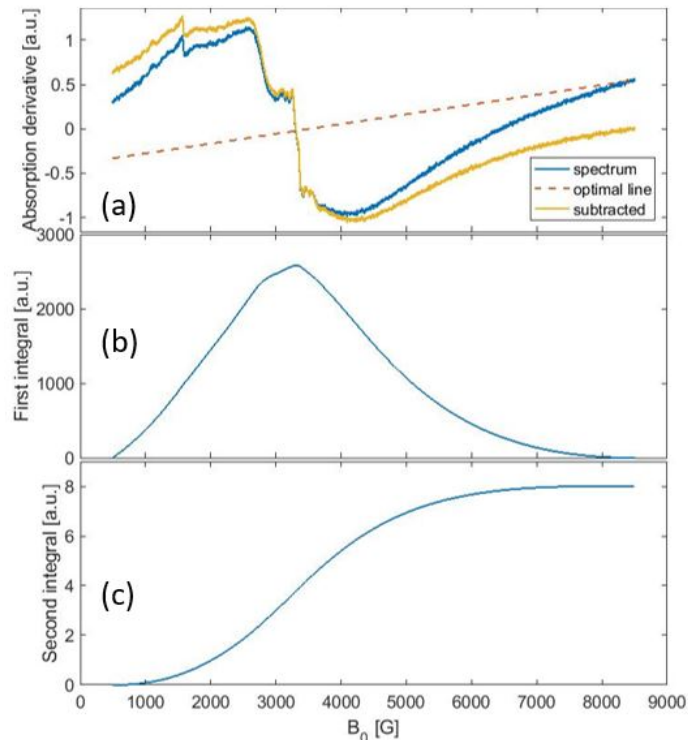 Absorption derivative [a.u.]
1
0.5
0
-0.5
-1
(a)
spectrum
optimal line
subtracted
First integral [a.u.]
3000
2000
1000
0
(b)
Second integral [a.u.]
8
6
4
2
0
(c)
0 1000 2000 3000 4000 5000 6000 7000 8000 9000
B0 [G]